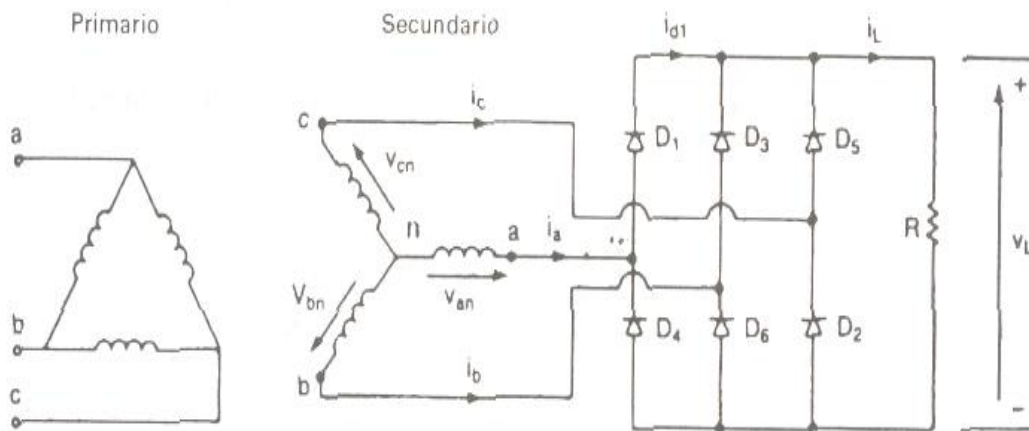 Primario
Secundario
i_d1
i_L
a
b
c
c
i_c
v_cn
n
a
i_a
v_an
V_bn
b
i_b
D₁
D₃
D₅
D₄
D₆
D₂
R
+
v_L
−